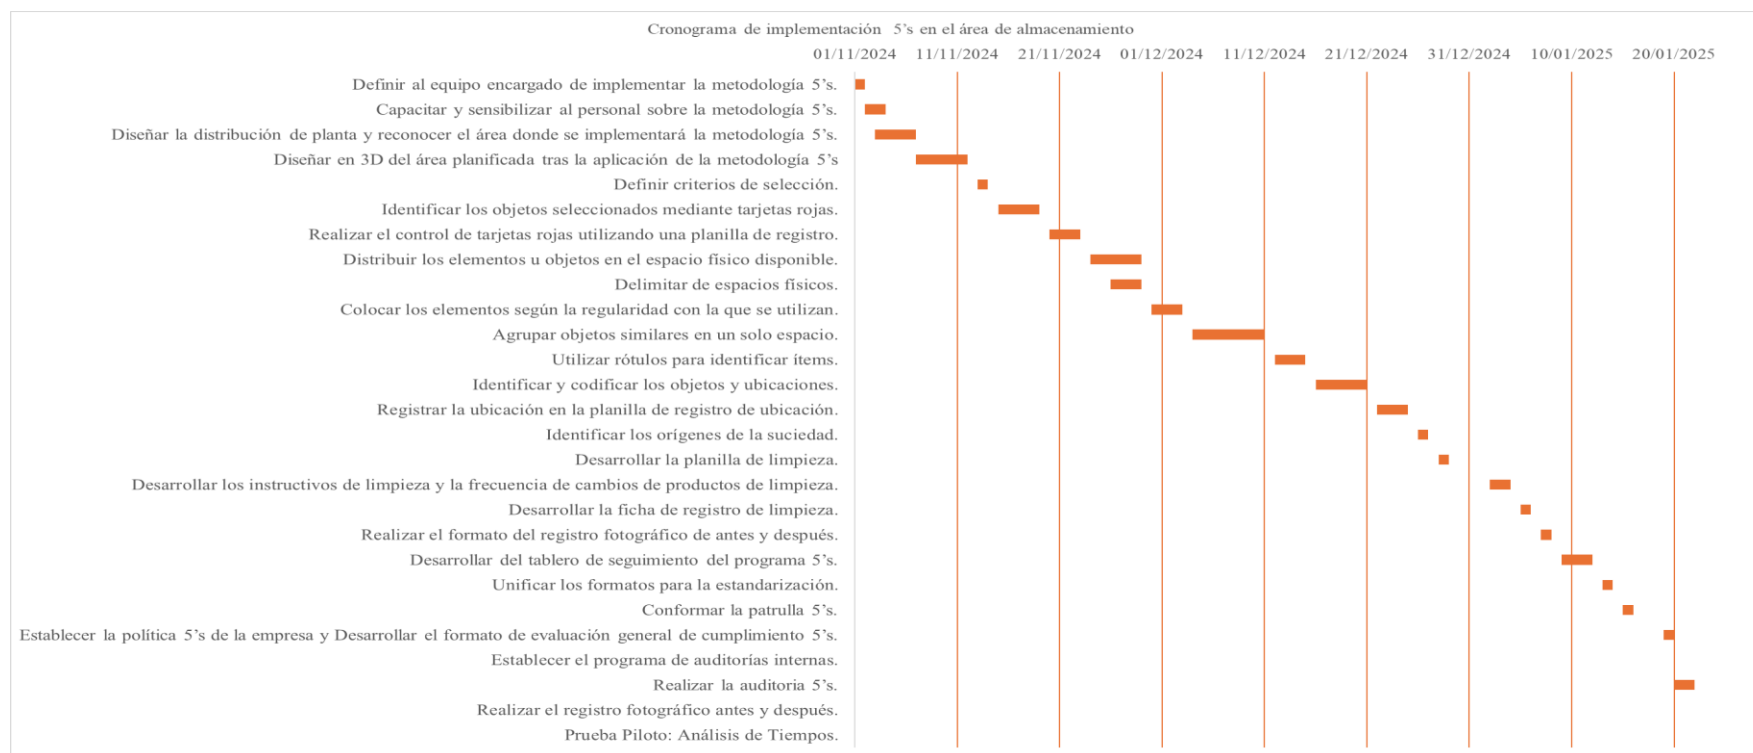 Cronograma de implementación 5’s en el área de almacenamiento
01/11/2024 11/11/2024 21/11/2024 01/12/2024 11/12/2024 21/12/2024 31/12/2024 10/01/2025 20/01/2025
Definir al equipo encargado de implementar la metodología 5’s.
Capacitar y sensibilizar al personal sobre la metodología 5’s.
Diseñar la distribución de planta y reconocer el área donde se implementará la metodología 5’s.
Diseñar en 3D del área planificada tras la aplicación de la metodología 5’s
Definir criterios de selección.
Identificar los objetos seleccionados mediante tarjetas rojas.
Realizar el control de tarjetas rojas utilizando una planilla de registro.
Distribuir los elementos u objetos en el espacio físico disponible.
Delimitar de espacios físicos.
Colocar los elementos según la regularidad con la que se utilizan.
Agrupar objetos similares en un solo espacio.
Utilizar rótulos para identificar ítems.
Identificar y codificar los objetos y ubicaciones.
Registrar la ubicación en la planilla de registro de ubicación.
Identificar los orígenes de la suciedad.
Desarrollar la planilla de limpieza.
Desarrollar los instructivos de limpieza y la frecuencia de cambios de productos de limpieza.
Desarrollar la ficha de registro de limpieza.
Realizar el formato del registro fotográfico de antes y después.
Desarrollar del tablero de seguimiento del programa 5’s.
Unificar los formatos para la estandarización.
Conformar la patrulla 5’s.
Establecer la política 5’s de la empresa y Desarrollar el formato de evaluación general de cumplimiento 5’s.
Establecer el programa de auditorías internas.
Realizar la auditoria 5’s.
Realizar el registro fotográfico antes y después.
Prueba Piloto: Análisis de Tiempos.